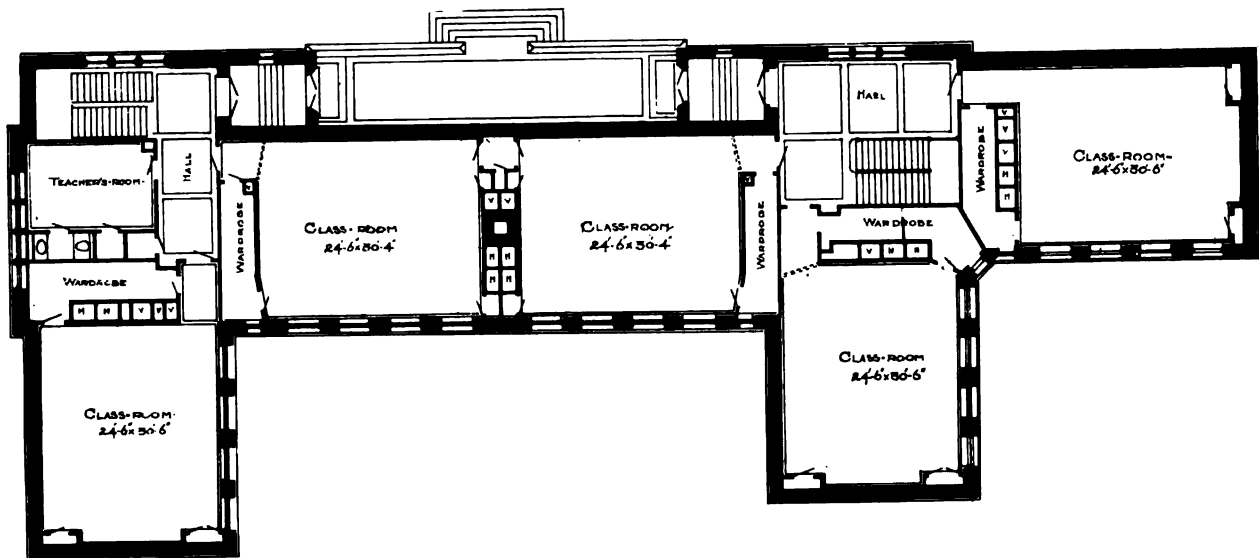 HALL
CLASS-ROOM-
24'-6"x30'-6"
WARDROBE
TEACHER'S-ROOM-
HALL
WARDROBE
CLASS-ROOM
24'-6"x30'-4"
V V
H H
H H
CLASS-ROOM-
24'-6"x30'-4"
WARDROBE
WARDROBE
V
V
V
H
H
WARDROBE
H H V V V
V H H
CLASS-ROOM
24'-6"x30'-6"
CLASS-ROOM-
24'-6"x30'-6"